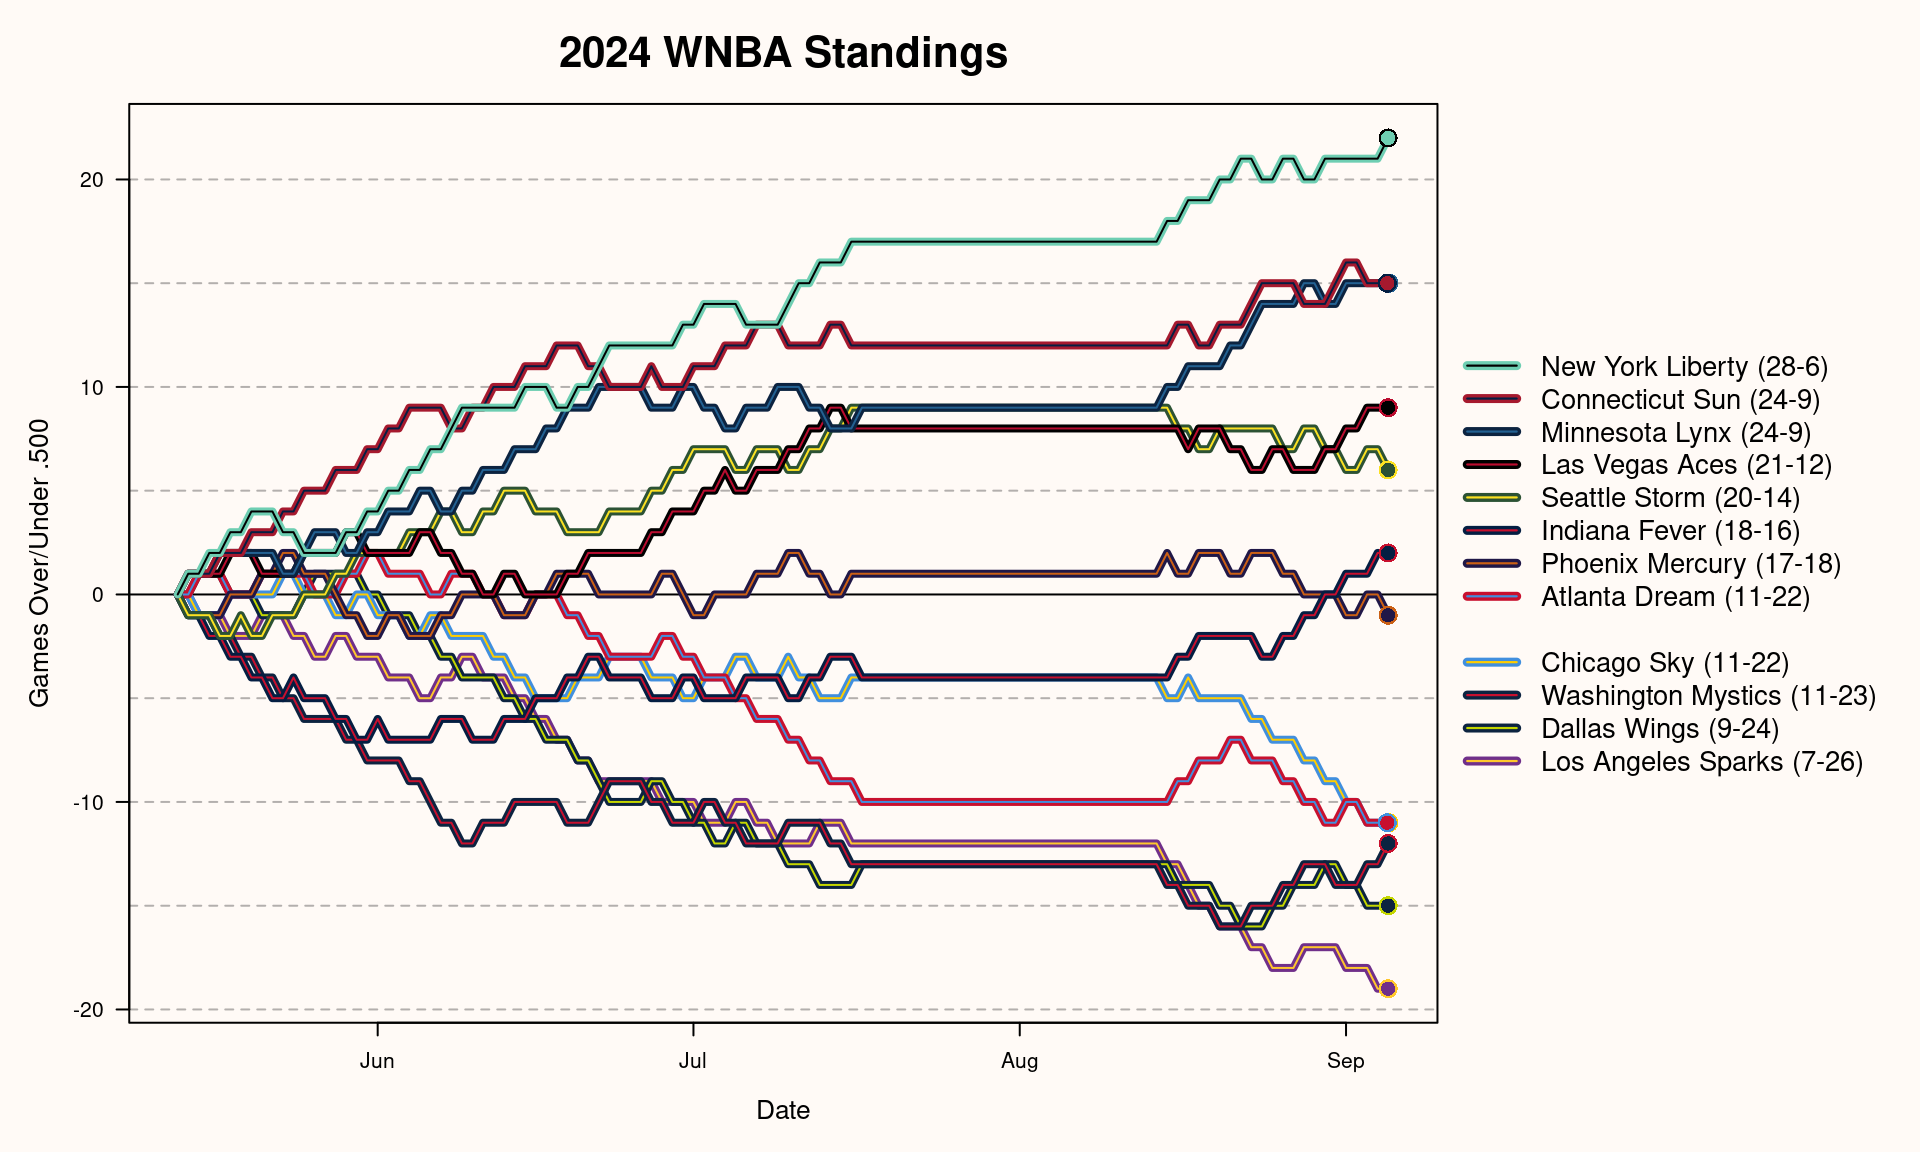 2024 WNBA Standings
Games Over/Under .500
20
10
0
-10
-20
Jun
Jul
Aug
Sep
Date
New York Liberty (28-6)
Connecticut Sun (24-9)
Minnesota Lynx (24-9)
Las Vegas Aces (21-12)
Seattle Storm (20-14)
Indiana Fever (18-16)
Phoenix Mercury (17-18)
Atlanta Dream (11-22)
Chicago Sky (11-22)
Washington Mystics (11-23)
Dallas Wings (9-24)
Los Angeles Sparks (7-26)